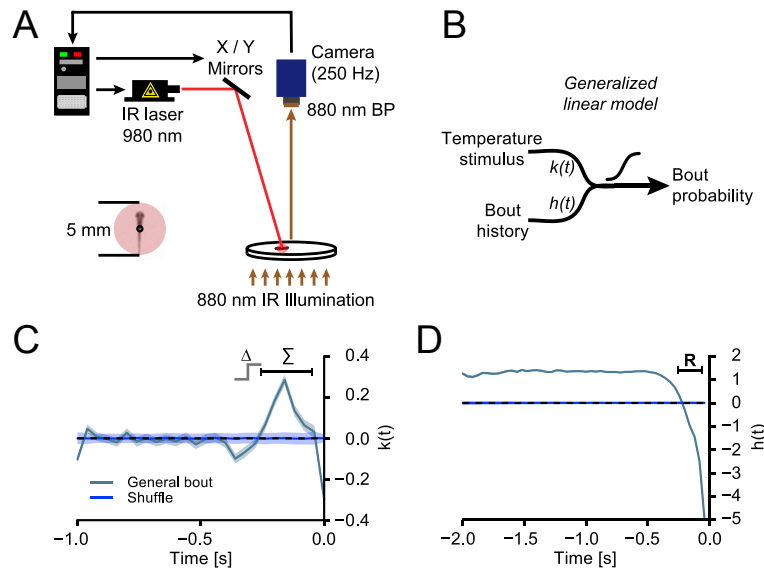 A
X / Y
Mirrors
Camera
(250 Hz)
880 nm BP
IR laser
980 nm
5 mm
880 nm IR Illumination
B
Generalized
linear model
Temperature
stimulus
k(t)
h(t)
Bout
history
Bout
probability
C
Δ
Σ
0.4
0.2
0.0
−0.2
−0.4
k(t)
General bout
Shuffle
−1.0
−0.5
0.0
Time [s]
D
R
2
1
0
−1
−2
−3
−4
−5
h(t)
−2.0
−1.5
−1.0
−0.5
0.0
Time [s]